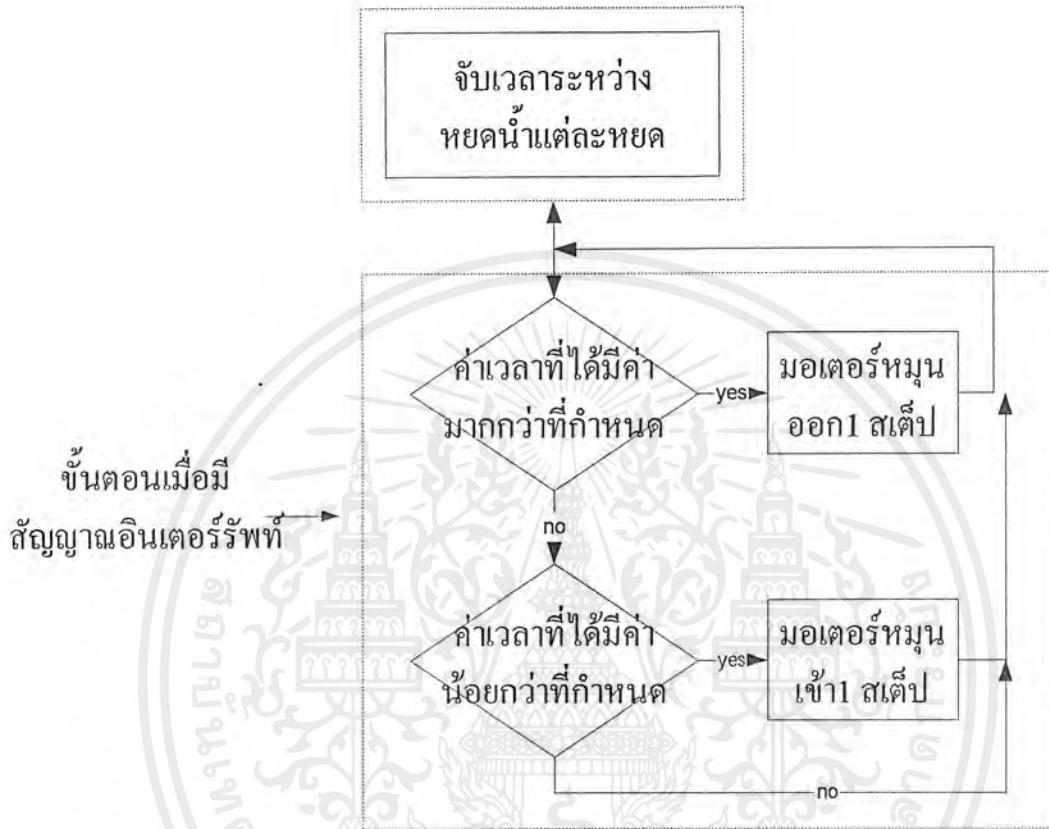 จับเวลาระหว่าง
หยดน้ำแต่ละหยด
ค่าเวลาที่ได้มีค่า
มากกว่าที่กำหนด
yes
มอเตอร์หมุน
ออก1 สเต็ป
ขั้นตอนเมื่อมี
สัญญาณอินเตอร์รัพท์
no
ค่าเวลาที่ได้มีค่า
น้อยกว่าที่กำหนด
yes
มอเตอร์หมุน
เข้า1 สเต็ป
no